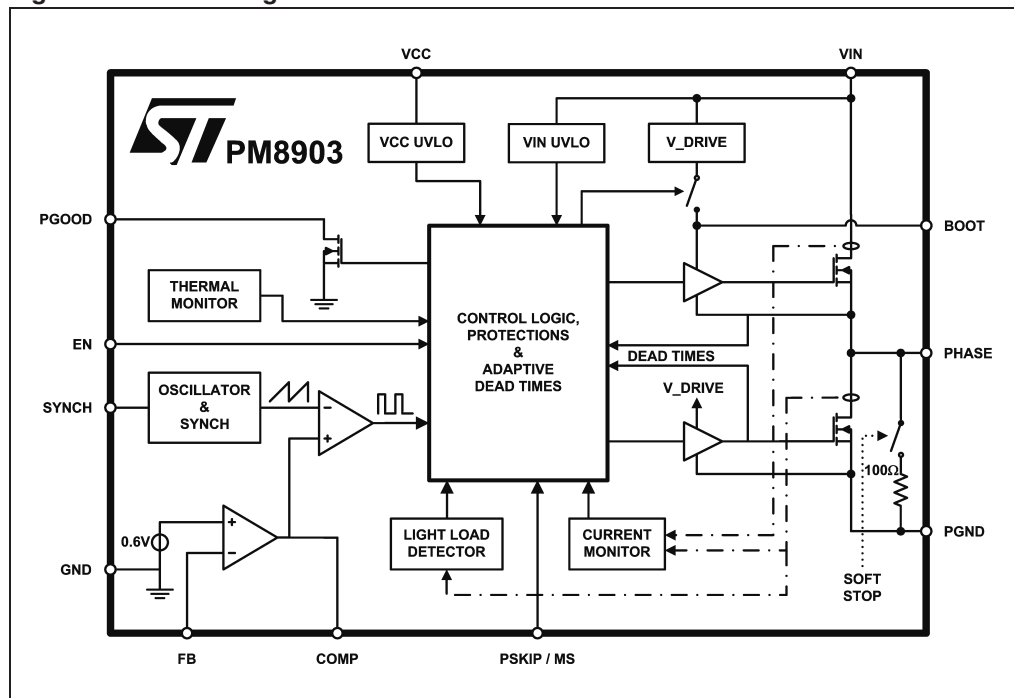 VCC
VIN
ST
PM8903
VCC UVLO
VIN UVLO
V_DRIVE
PGOOD
BOOT
THERMAL
MONITOR
CONTROL LOGIC,
PROTECTIONS
&
ADAPTIVE
DEAD TIMES
EN
DEAD TIMES
PHASE
OSCILLATOR
&
SYNCH
SYNCH
V_DRIVE
-
+
100Ω
0.6V
+
-
LIGHT LOAD
DETECTOR
CURRENT
MONITOR
PGND
GND
SOFT
STOP
FB
COMP
PSKIP / MS